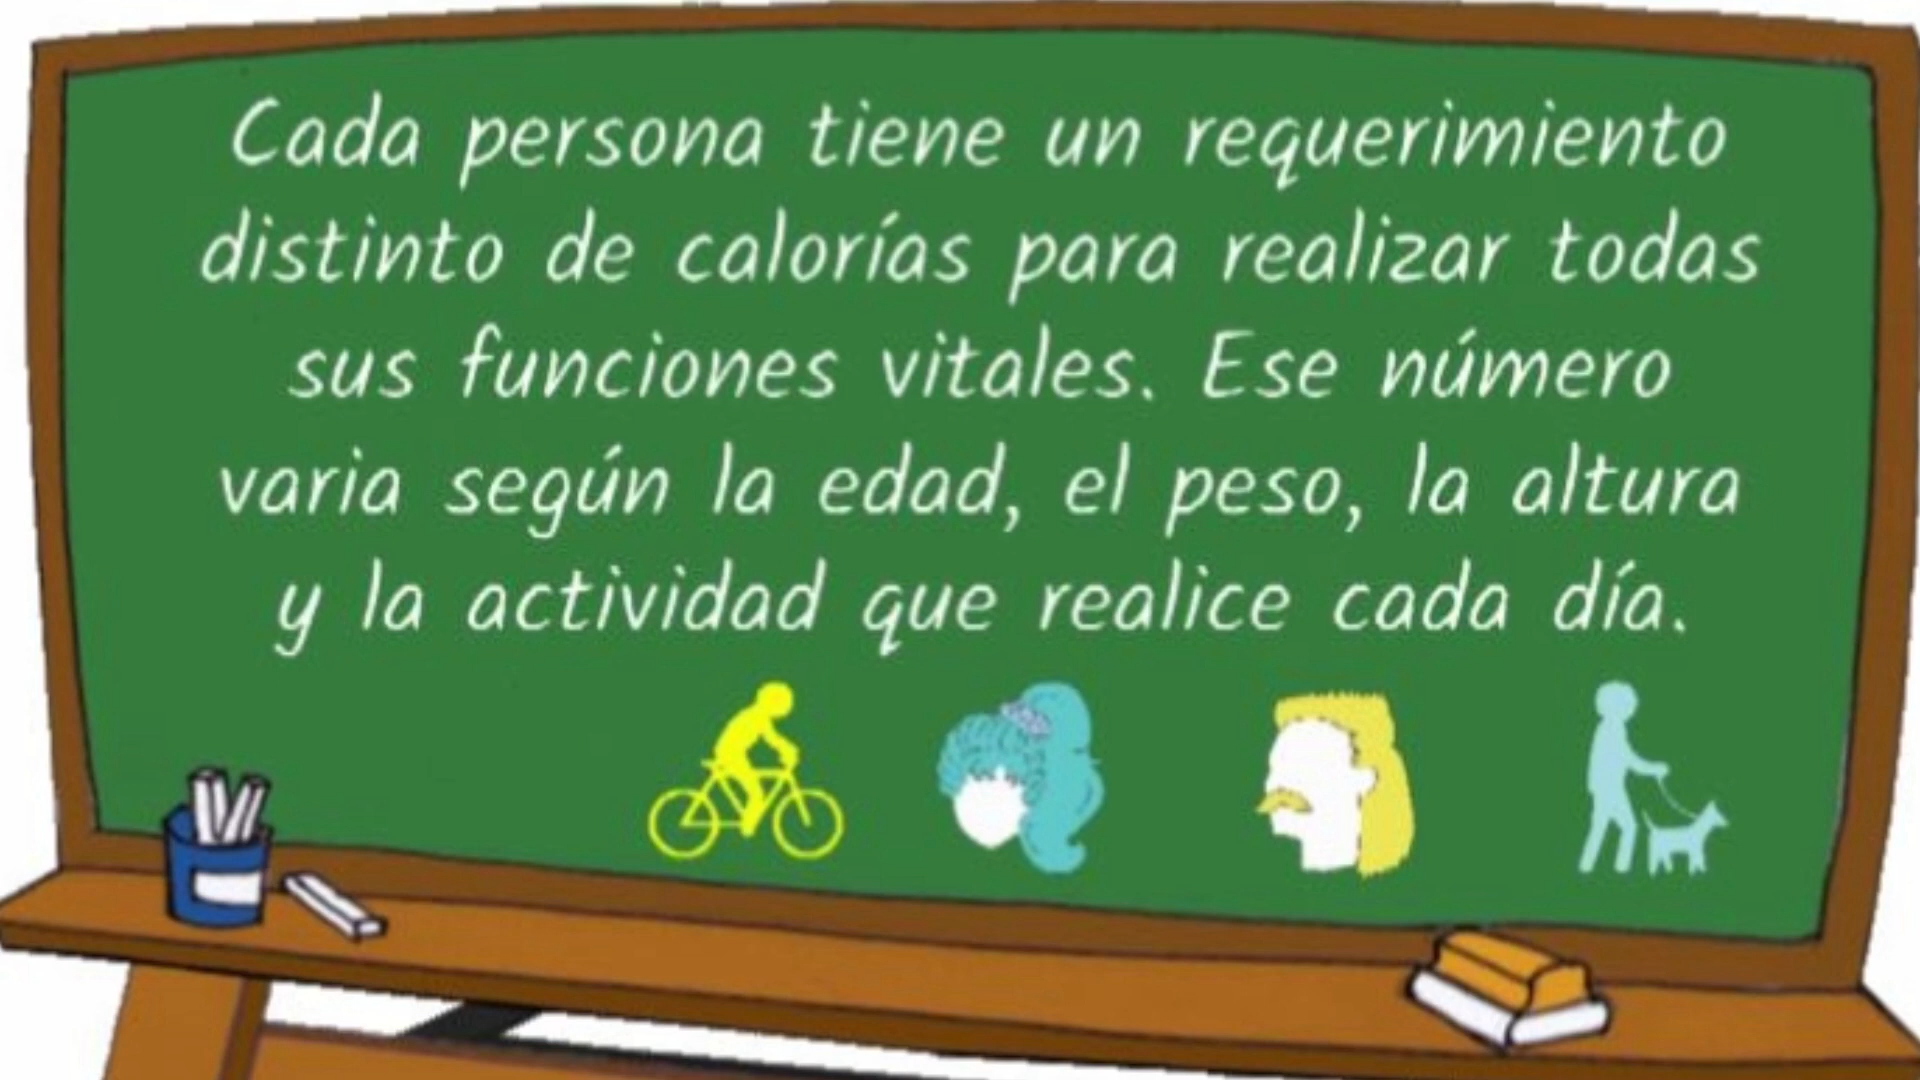 Cada persona tiene un requerimiento
distinto de calorías para realizar todas
sus funciones vitales. Ese número
varia según la edad, el peso, la altura
y la actividad que realice cada día.